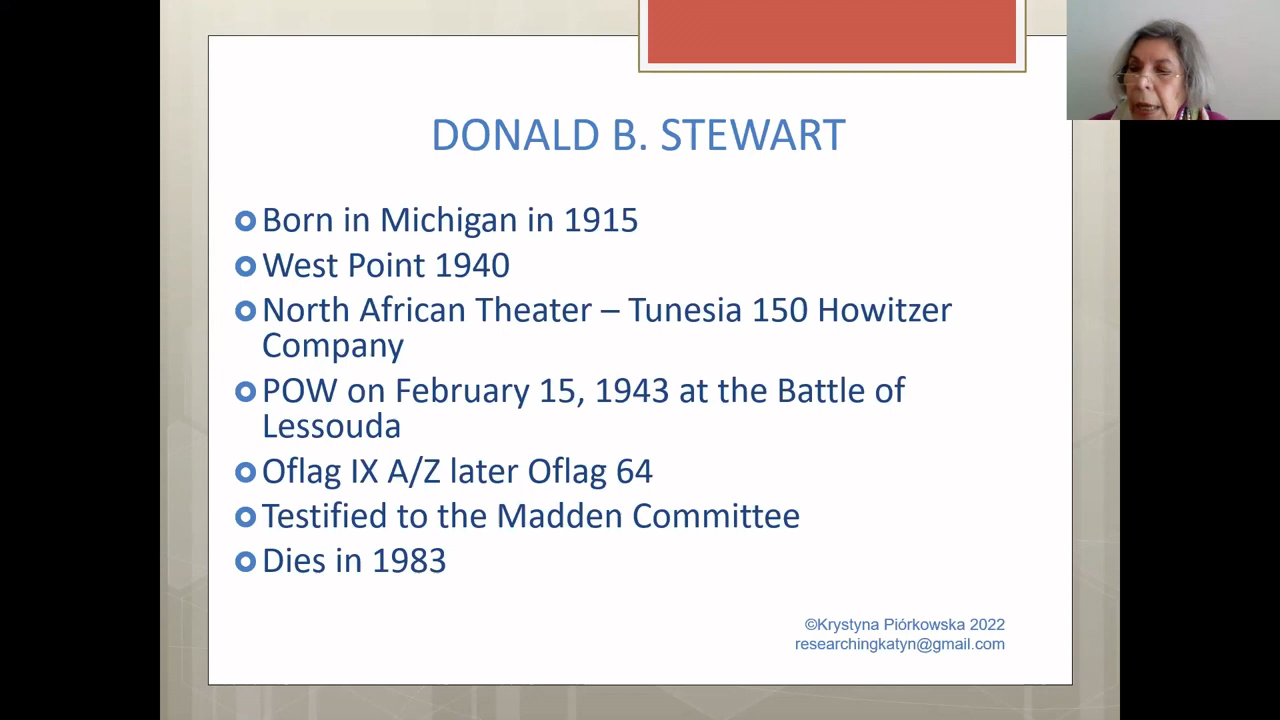 DONALD B. STEWART
Born in Michigan in 1915
West Point 1940
North African Theater – Tunesia 150 Howitzer
Company
POW on February 15, 1943 at the Battle of
Lessouda
Oflag IX A/Z later Oflag 64
Testified to the Madden Committee
Dies in 1983
©Krystyna Piórkowska 2022
researchingkatyn@gmail.com